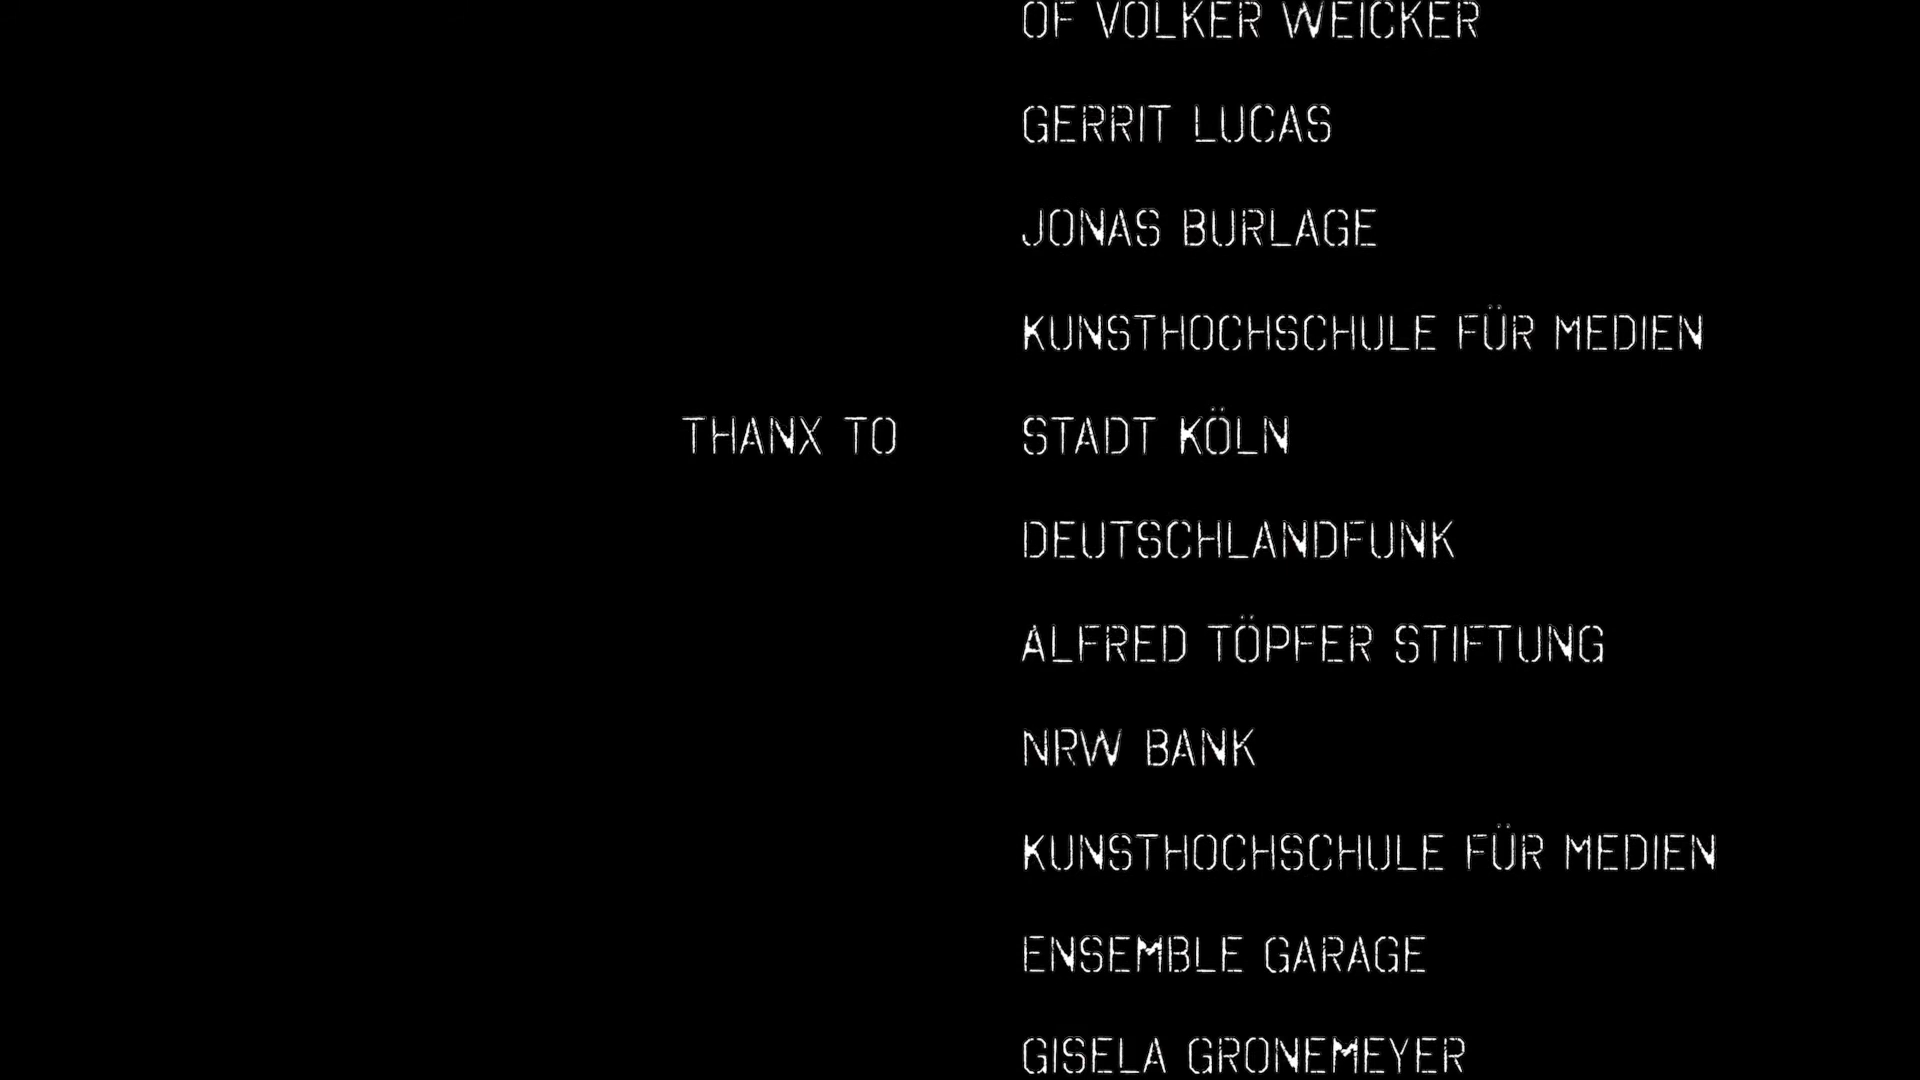 OF VOLKER WEICKER
GERRIT LUCAS
JONAS BURLAGE
KUNSTHOCHSCHULE FÜR MEDIEN
THANX TO STADT KÖLN
DEUTSCHLANDFUNK
ALFRED TÖPFER STIFTUNG
NRW BANK
KUNSTHOCHSCHULE FÜR MEDIEN
ENSEMBLE GARAGE
GISELA GRONEMEYER